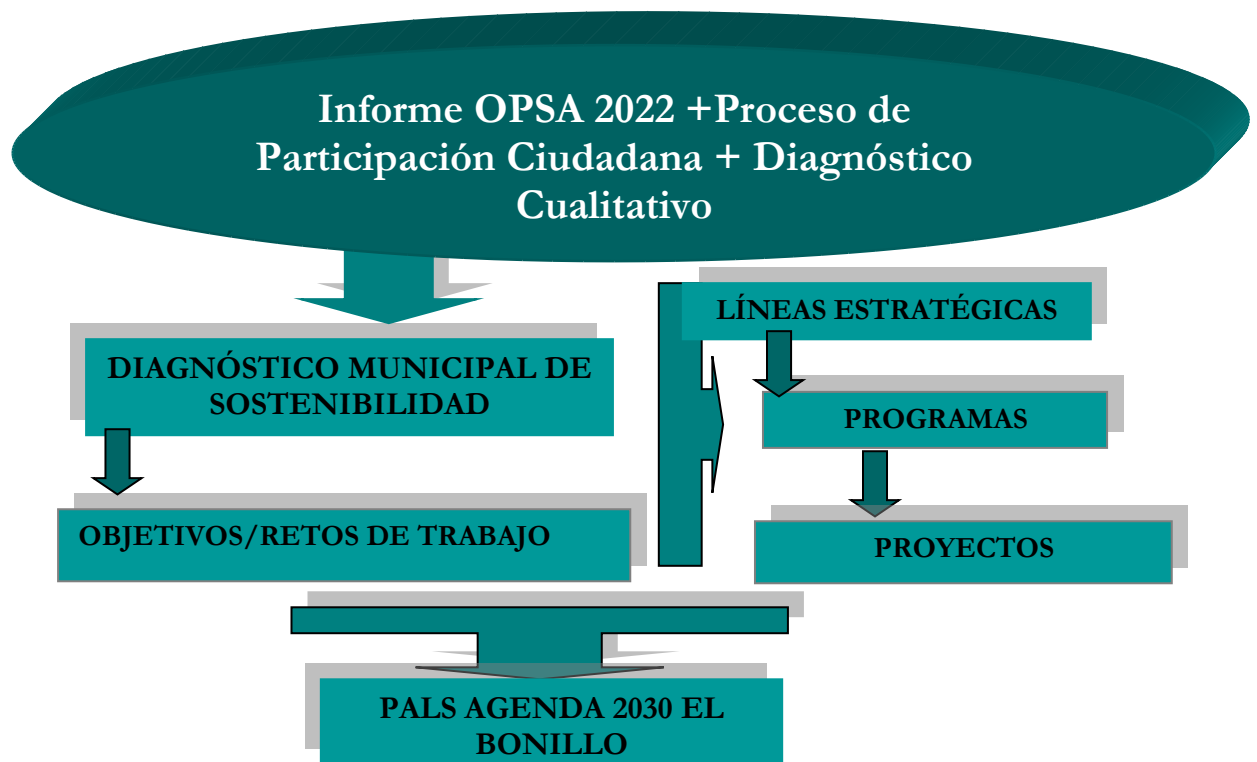 Informe OPSA 2022 +Proceso de
Participación Ciudadana + Diagnóstico
Cualitativo
DIAGNÓSTICO MUNICIPAL DE
SOSTENIBILIDAD
OBJETIVOS/RETOS DE TRABAJO
LÍNEAS ESTRATÉGICAS
PROGRAMAS
PROYECTOS
PALS AGENDA 2030 EL
BONILLO